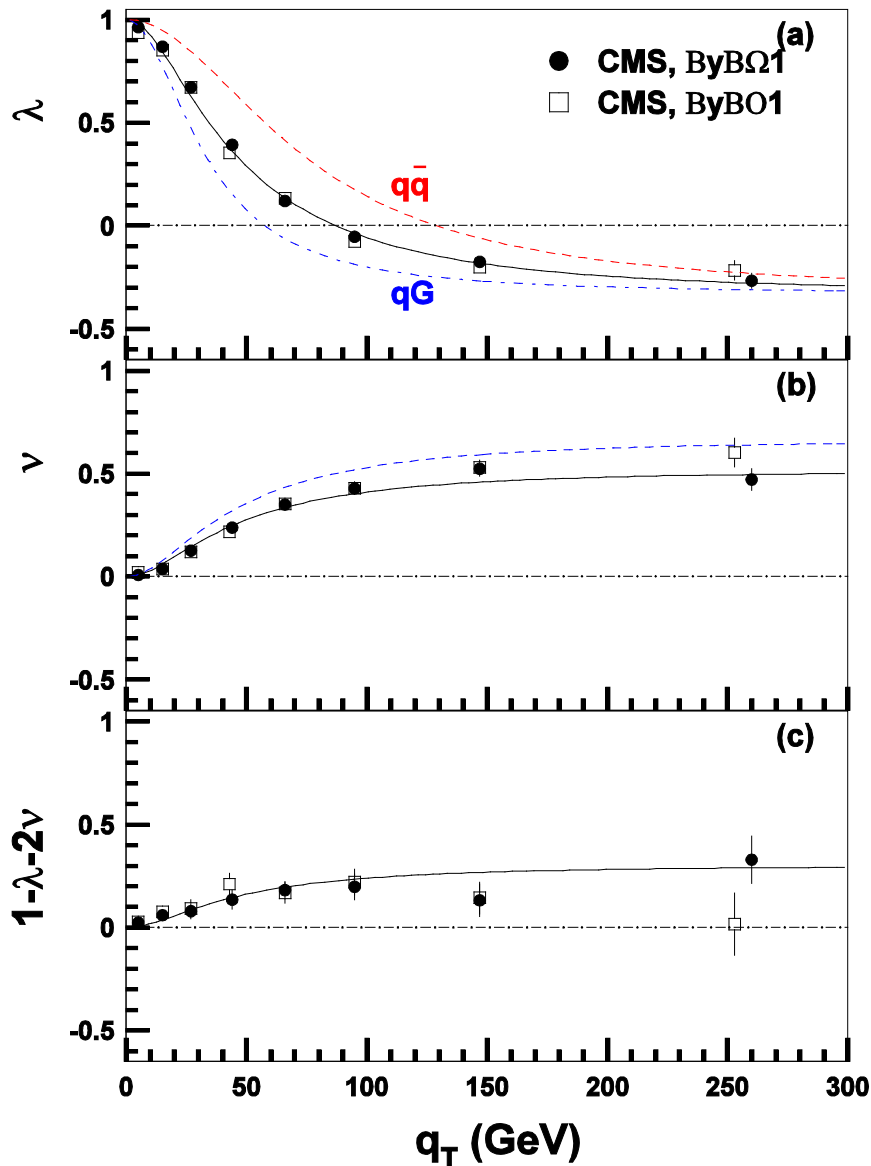 1
(a)
CMS, ByBΩ1
CMS, ByBO1
λ
0.5
qq̄
0
qG
-0.5
1
(b)
ν
0.5
0
-0.5
1
(c)
1-λ-2ν
0.5
0
-0.5
0 50 100 150 200 250 300
q_T (GeV)